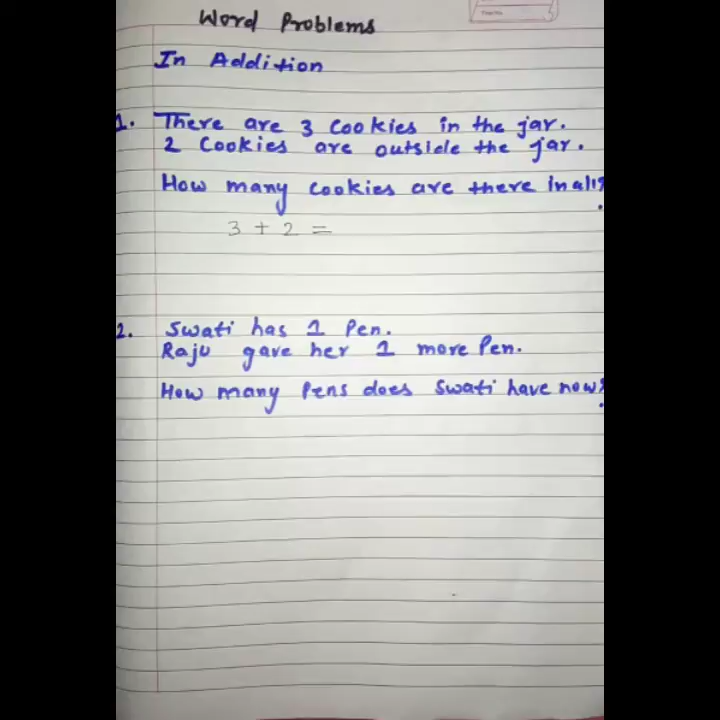 Word Problems
In Addition
1. There are 3 Cookies in the jar.
2 Cookies are outside the jar.
How many cookies are there in all?
3 + 2 =
2. Swati has 1 Pen.
Raju gave her 1 more Pen.
How many Pens does Swati have now?